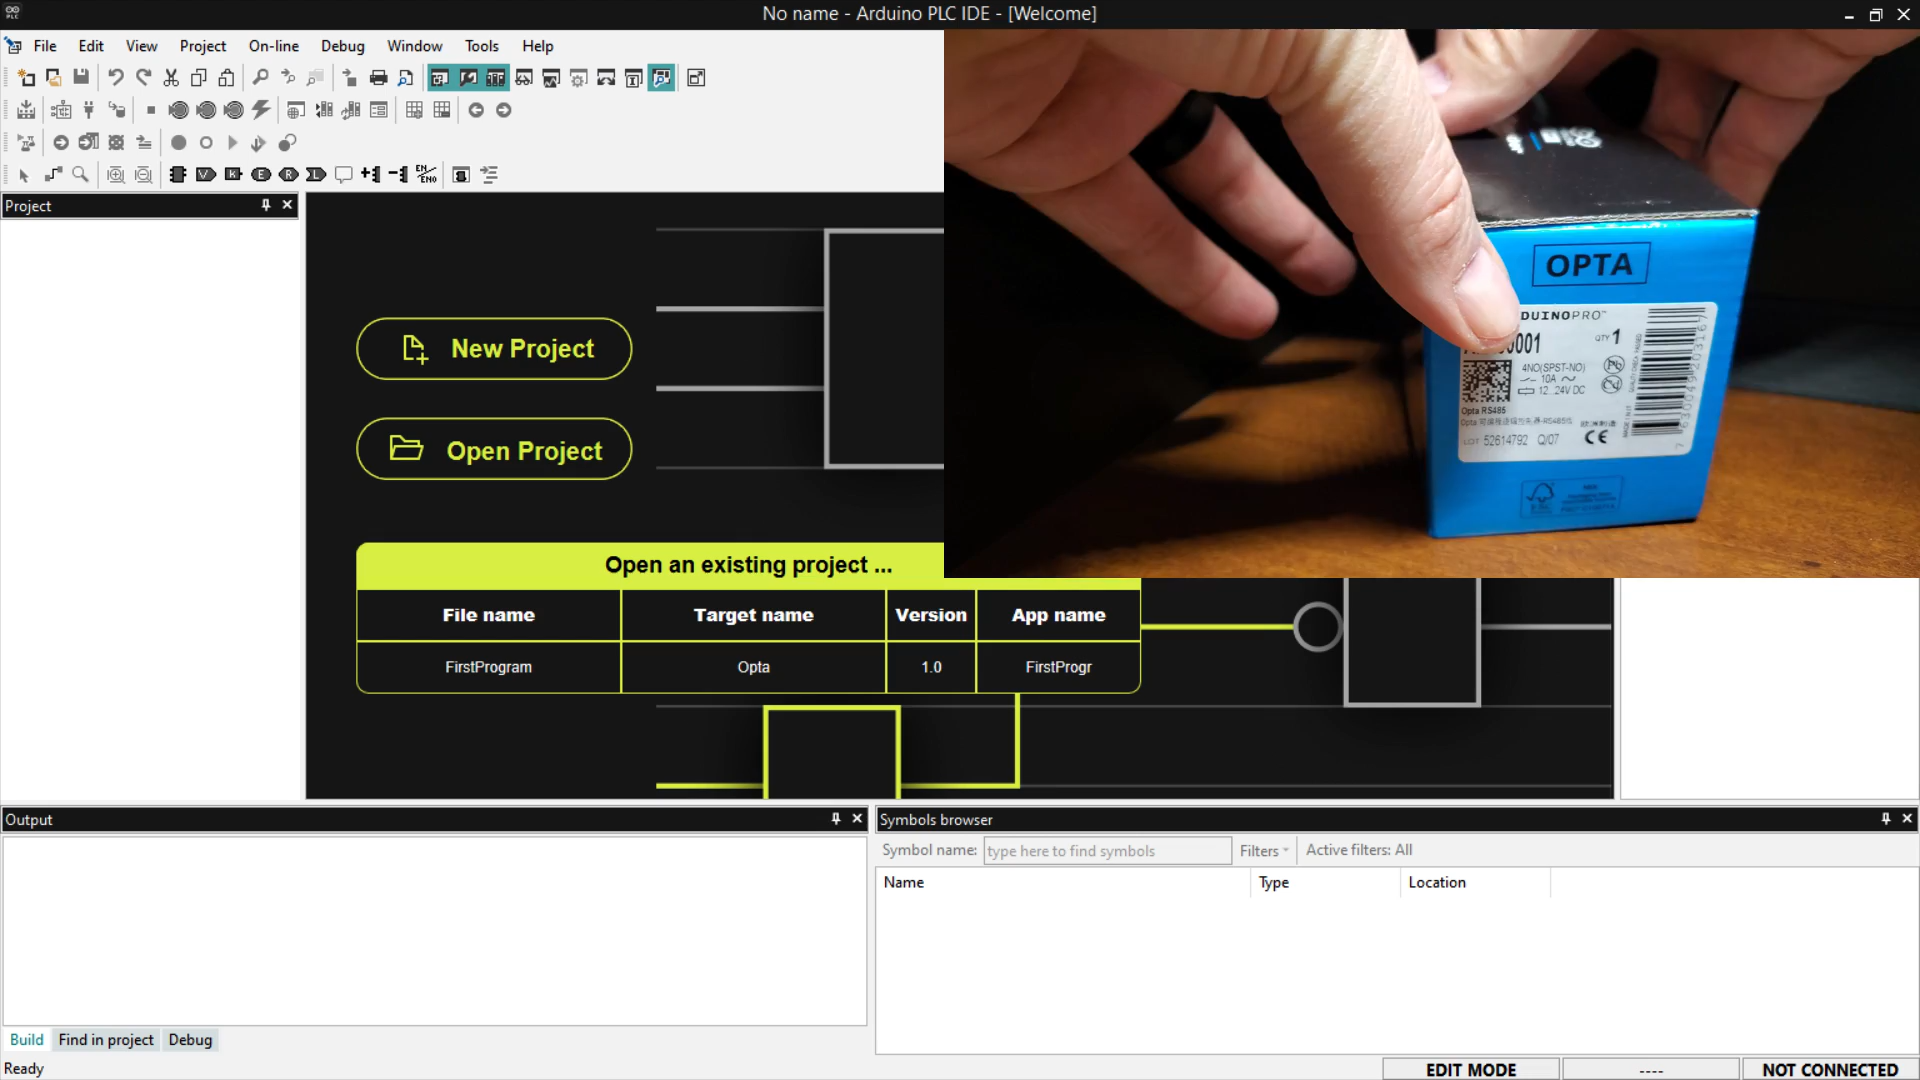 No name - Arduino PLC IDE - [Welcome]
File Edit View Project On-line Debug Window Tools Help
Project
New Project
Open Project
Open an existing project ...
File name Target name Version App name
FirstProgram Opta 1.0 FirstProgr
OPTA
DUINOPRO™
001
QTY 1
4NO(SPST-NO)
10A
12...24V DC
Opta RS485
LOT 52614792 Q/07
CE
Output
Build Find in project Debug
Symbols browser
Symbol name: type here to find symbols Filters Active filters: All
Name Type Location
Ready
EDIT MODE ---- NOT CONNECTED